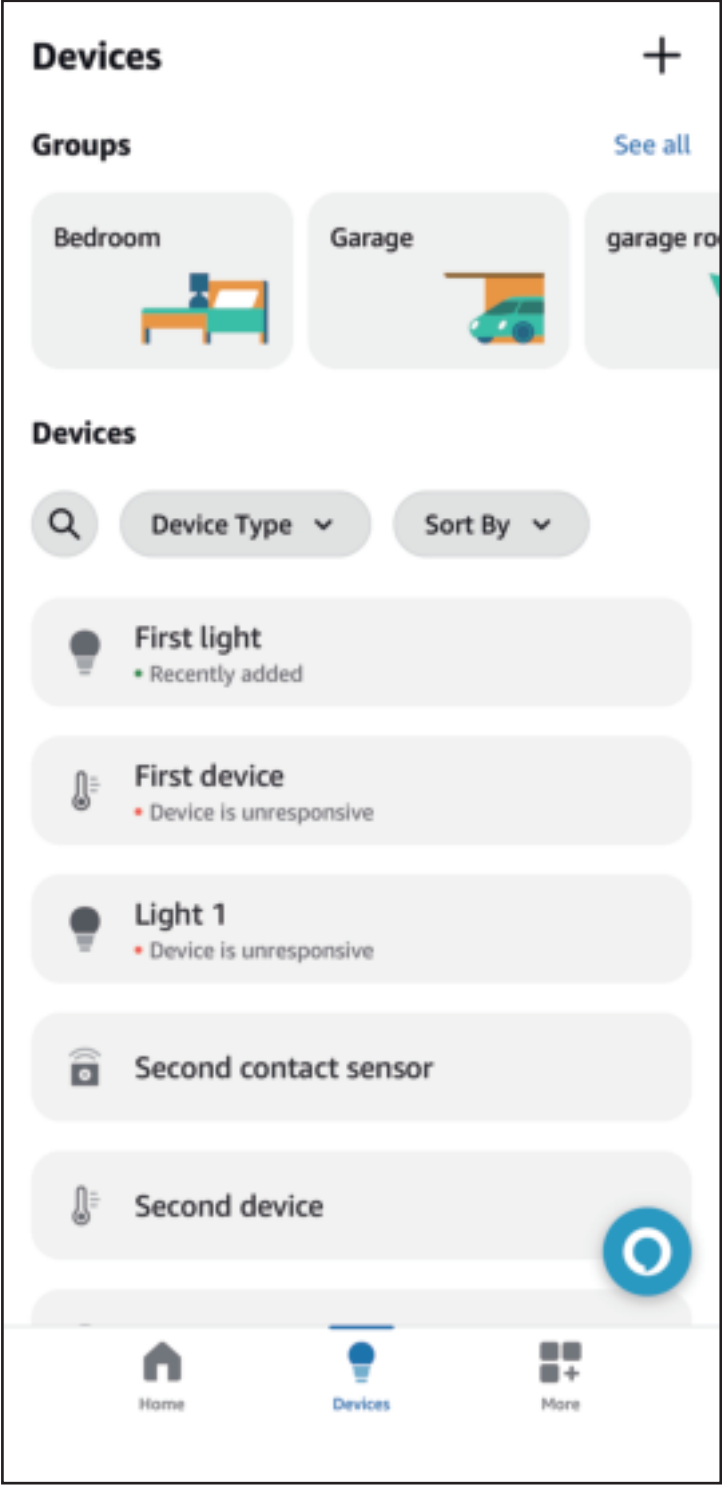 Devices
Groups See all
Bedroom Garage garage
Devices
Device Type Sort By
First light
• Recently added
First device
• Device is unresponsive
Light 1
• Device is unresponsive
Second contact sensor
Second device
Home Devices More